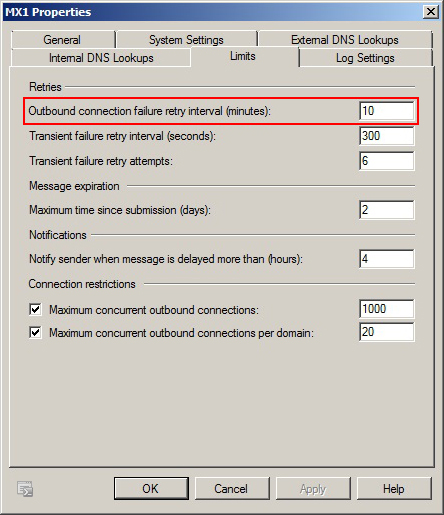 MX1 Properties
General System Settings External DNS Lookups
Internal DNS Lookups Limits Log Settings
Retries
Outbound connection failure retry interval (minutes): 10
Transient failure retry interval (seconds): 300
Transient failure retry attempts: 6
Message expiration
Maximum time since submission (days): 2
Notifications
Notify sender when message is delayed more than (hours): 4
Connection restrictions
Maximum concurrent outbound connections: 1000
Maximum concurrent outbound connections per domain: 20
OK Cancel Apply Help